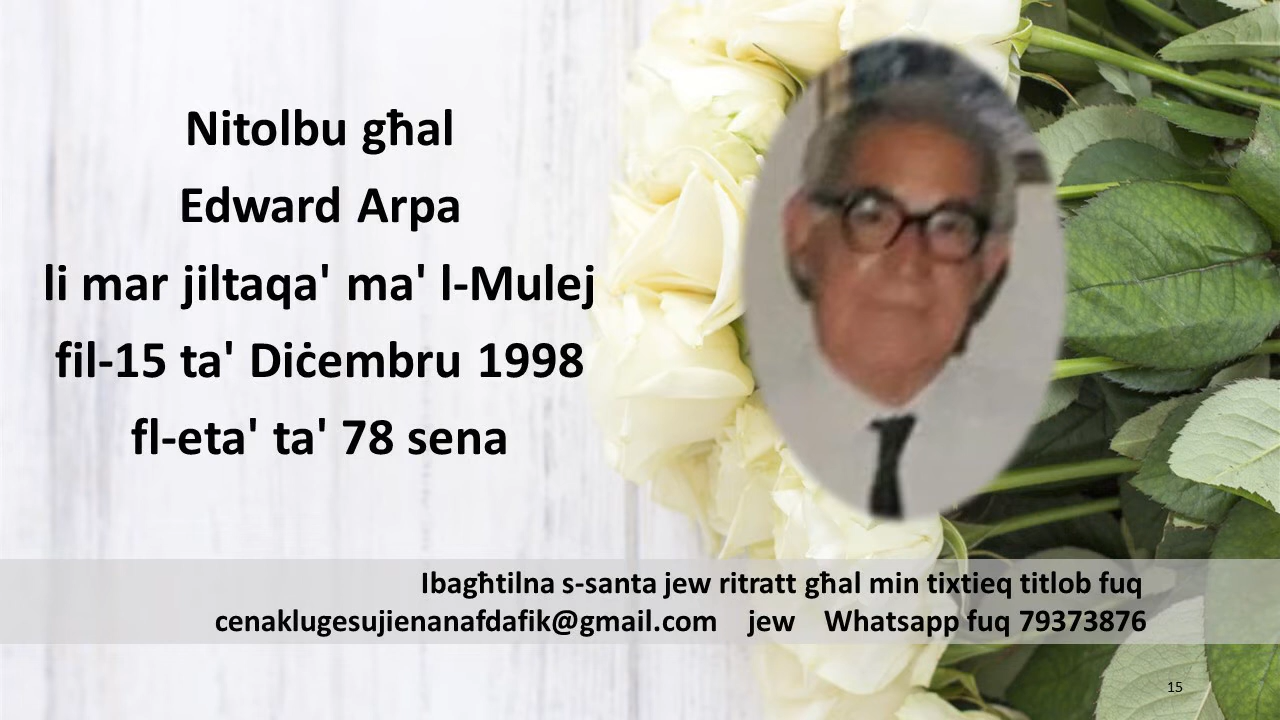 Nitolbu għal
Edward Arpa
li mar jiltaqa' ma' l-Mulej
fil-15 ta' Diċembru 1998
fl-eta' ta' 78 sena
Ibagħtilna s-santa jew ritratt għal min tixtieq titlob fuq
cenaklugesujienanafdafik@gmail.com jew Whatsapp fuq 79373876
15